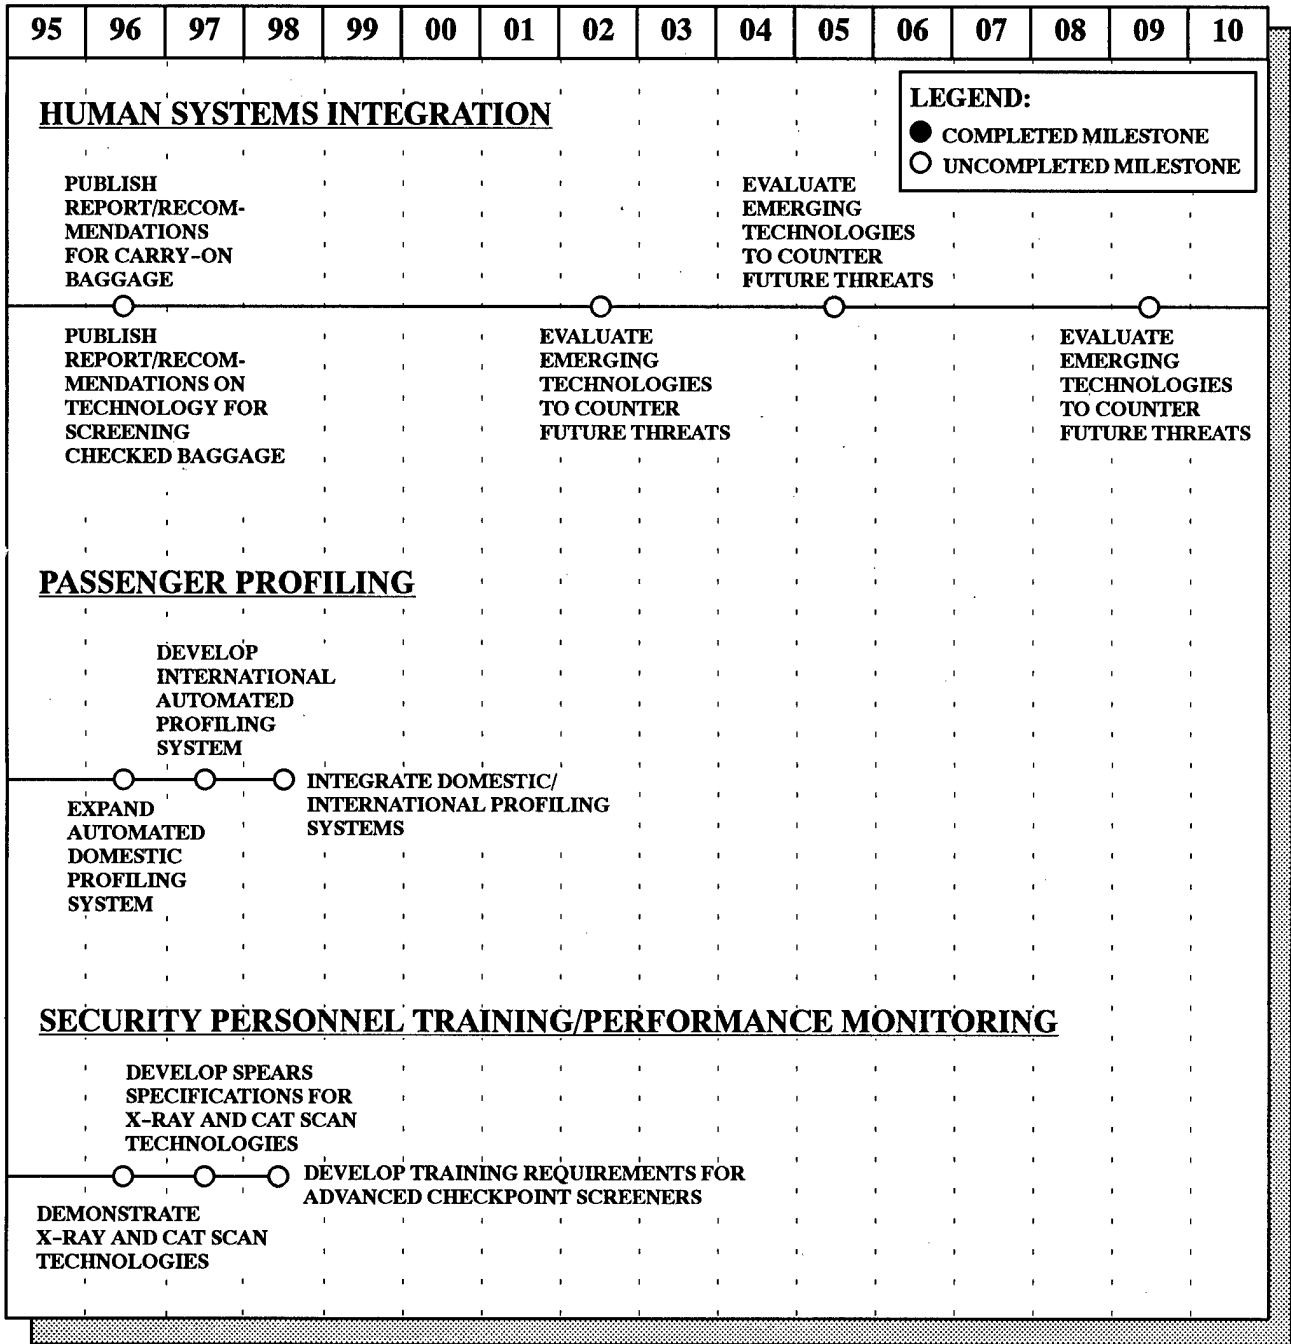 95 96 97 98 99 00 01 02 03 04 05 06 07 08 09 10
LEGEND:
COMPLETED MILESTONE
UNCOMPLETED MILESTONE
HUMAN SYSTEMS INTEGRATION
PUBLISH
REPORT/RECOM-
MENDATIONS
FOR CARRY-ON
BAGGAGE
EVALUATE
EMERGING
TECHNOLOGIES
TO COUNTER
FUTURE THREATS
PUBLISH
REPORT/RECOM-
MENDATIONS ON
TECHNOLOGY FOR
SCREENING
CHECKED BAGGAGE
EVALUATE
EMERGING
TECHNOLOGIES
TO COUNTER
FUTURE THREATS
EVALUATE
EMERGING
TECHNOLOGIES
TO COUNTER
FUTURE THREATS
PASSENGER PROFILING
DEVELOP
INTERNATIONAL
AUTOMATED
PROFILING
SYSTEM
INTEGRATE DOMESTIC/
INTERNATIONAL PROFILING
SYSTEMS
EXPAND
AUTOMATED
DOMESTIC
PROFILING
SYSTEM
SECURITY PERSONNEL TRAINING/PERFORMANCE MONITORING
DEVELOP SPEARS
SPECIFICATIONS FOR
X-RAY AND CAT SCAN
TECHNOLOGIES
DEVELOP TRAINING REQUIREMENTS FOR
ADVANCED CHECKPOINT SCREENERS
DEMONSTRATE
X-RAY AND CAT SCAN
TECHNOLOGIES